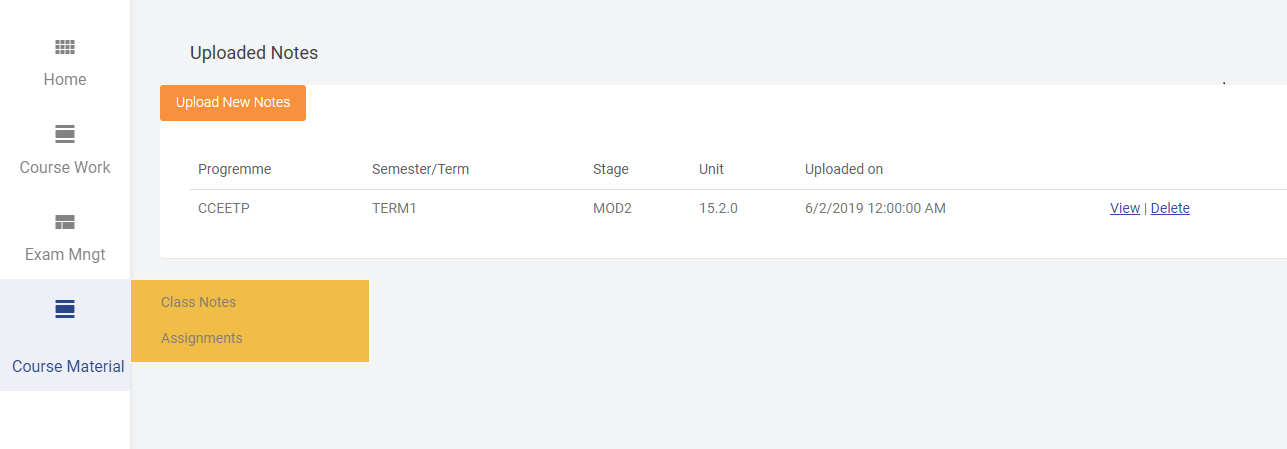 Home
Course Work
Exam Mngt
Course Material
Uploaded Notes
Upload New Notes
Progremme Semester/Term Stage Unit Uploaded on
CCEETP TERM1 MOD2 15.2.0 6/2/2019 12:00:00 AM View | Delete
Class Notes
Assignments